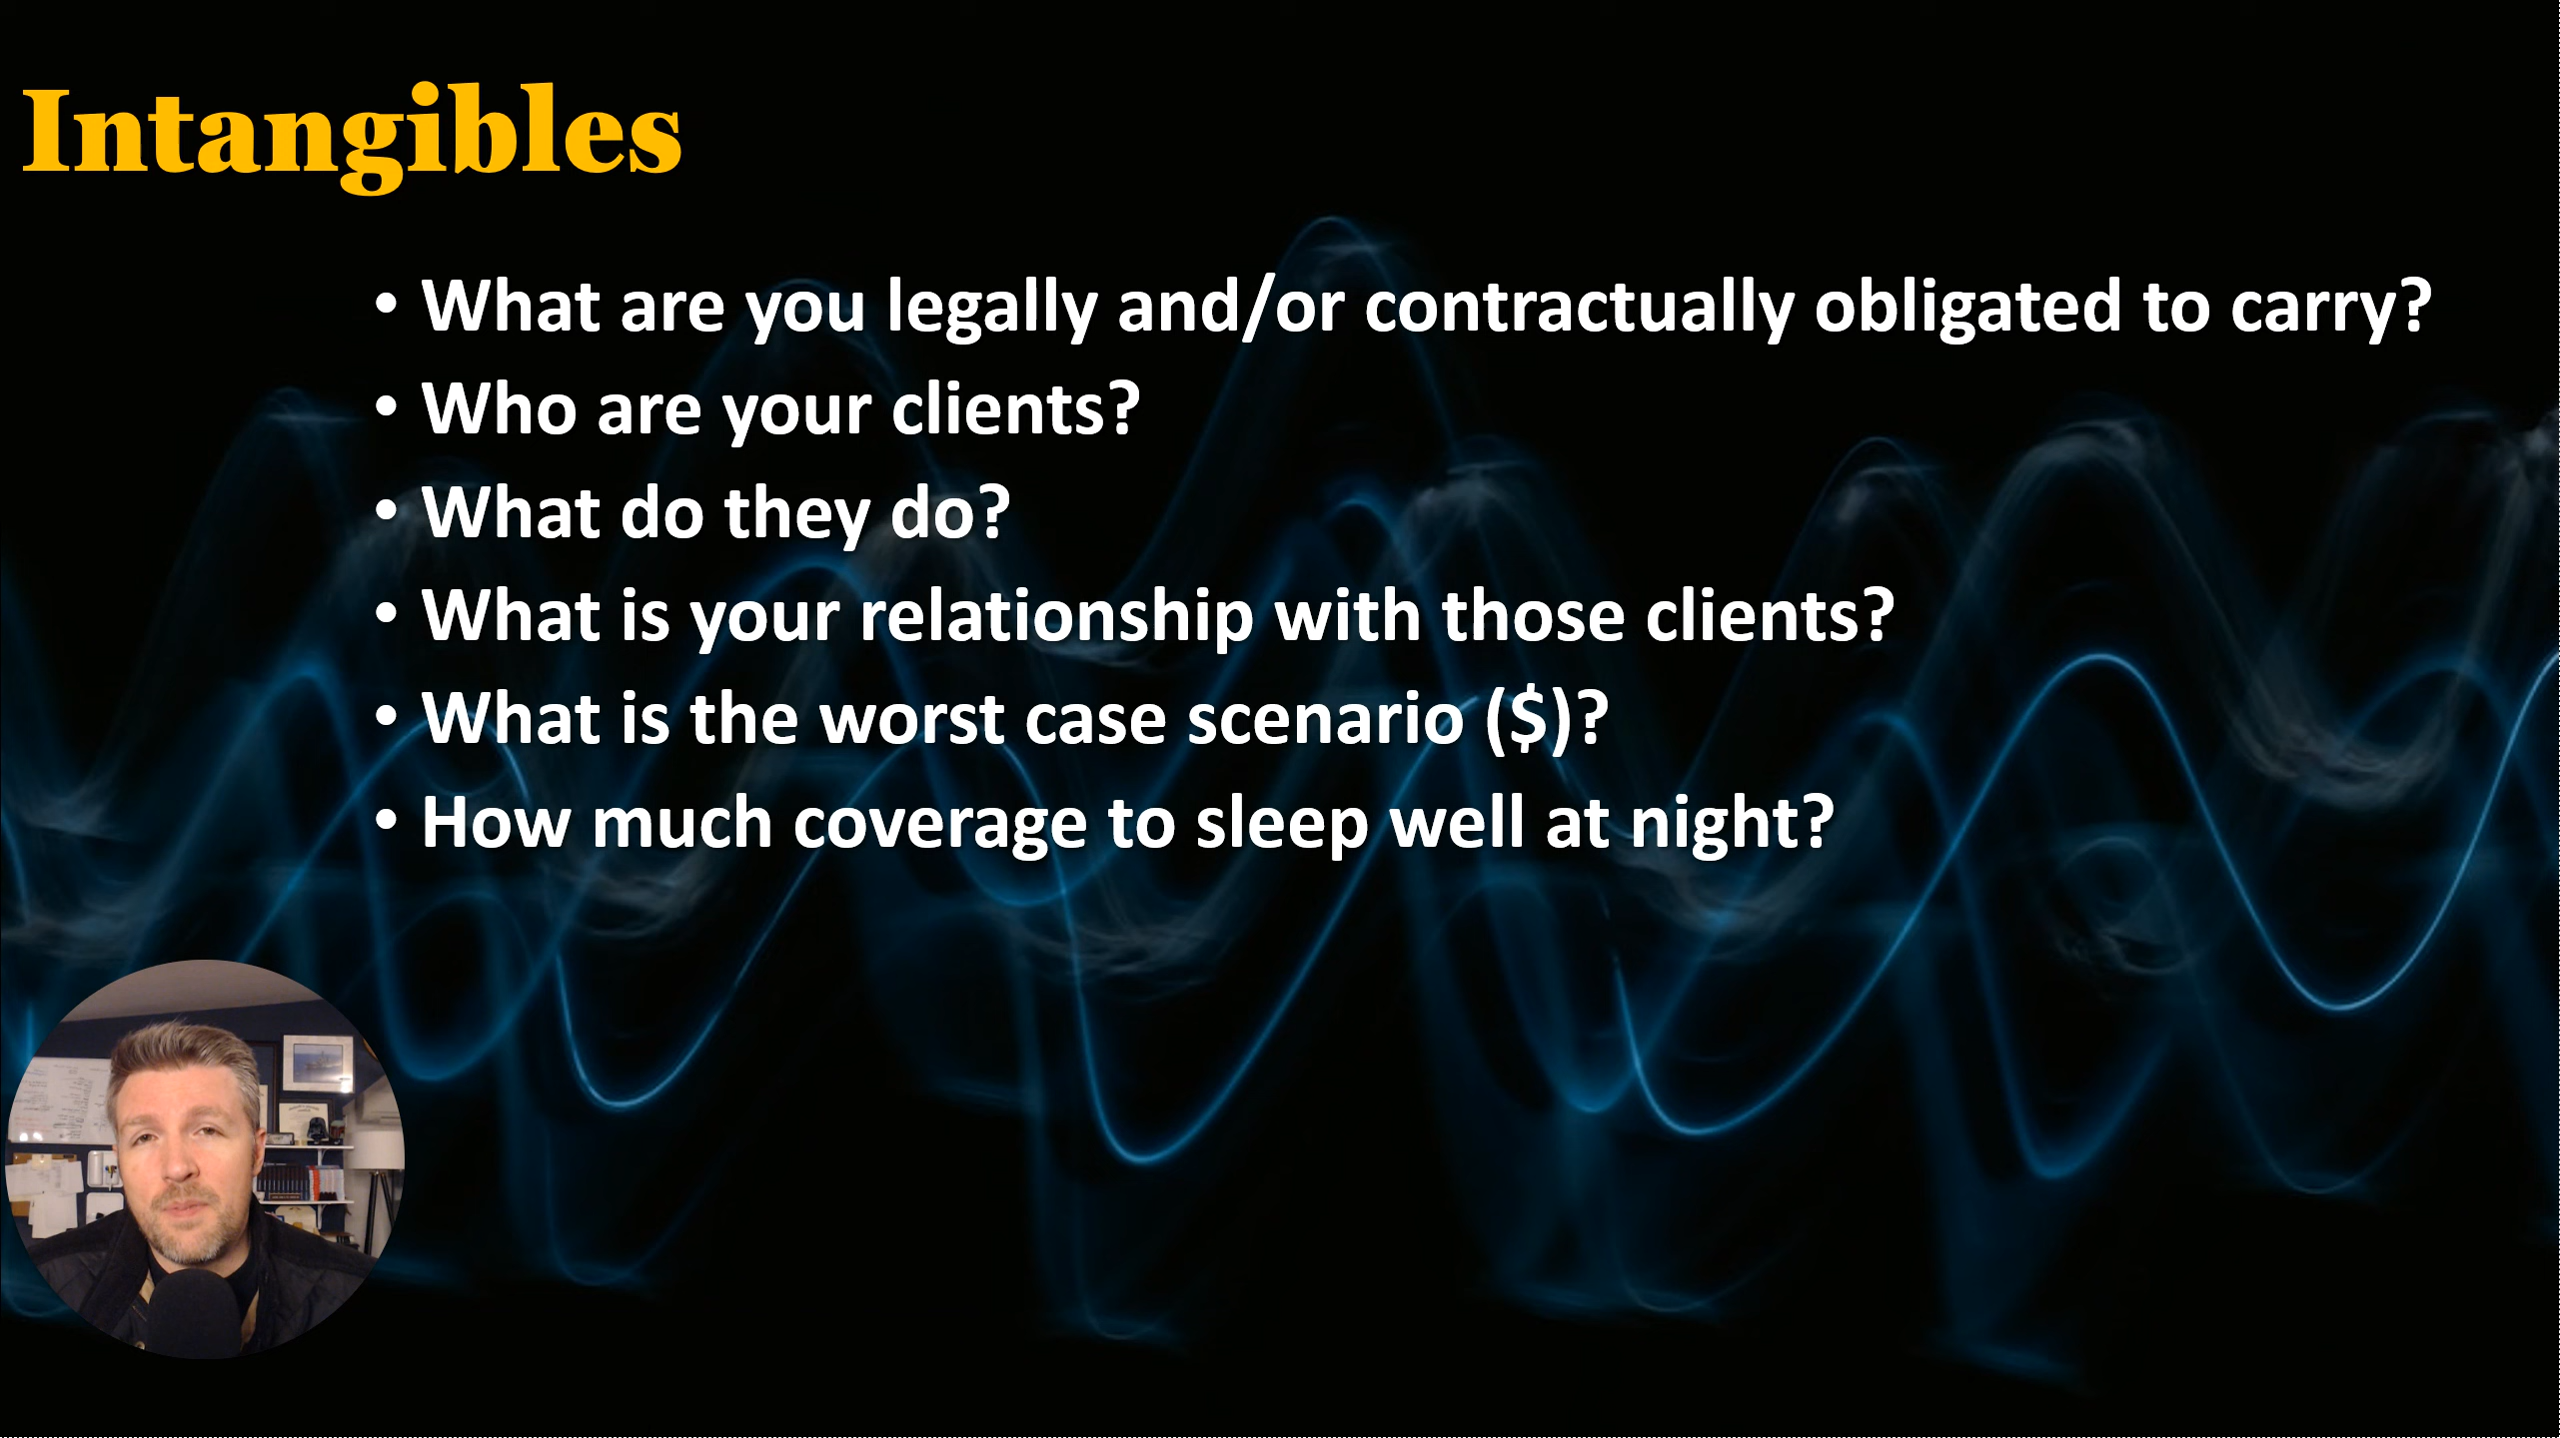 Intangibles
• What are you legally and/or contractually obligated to carry?
• Who are your clients?
• What do they do?
• What is your relationship with those clients?
• What is the worst case scenario ($)?
• How much coverage to sleep well at night?